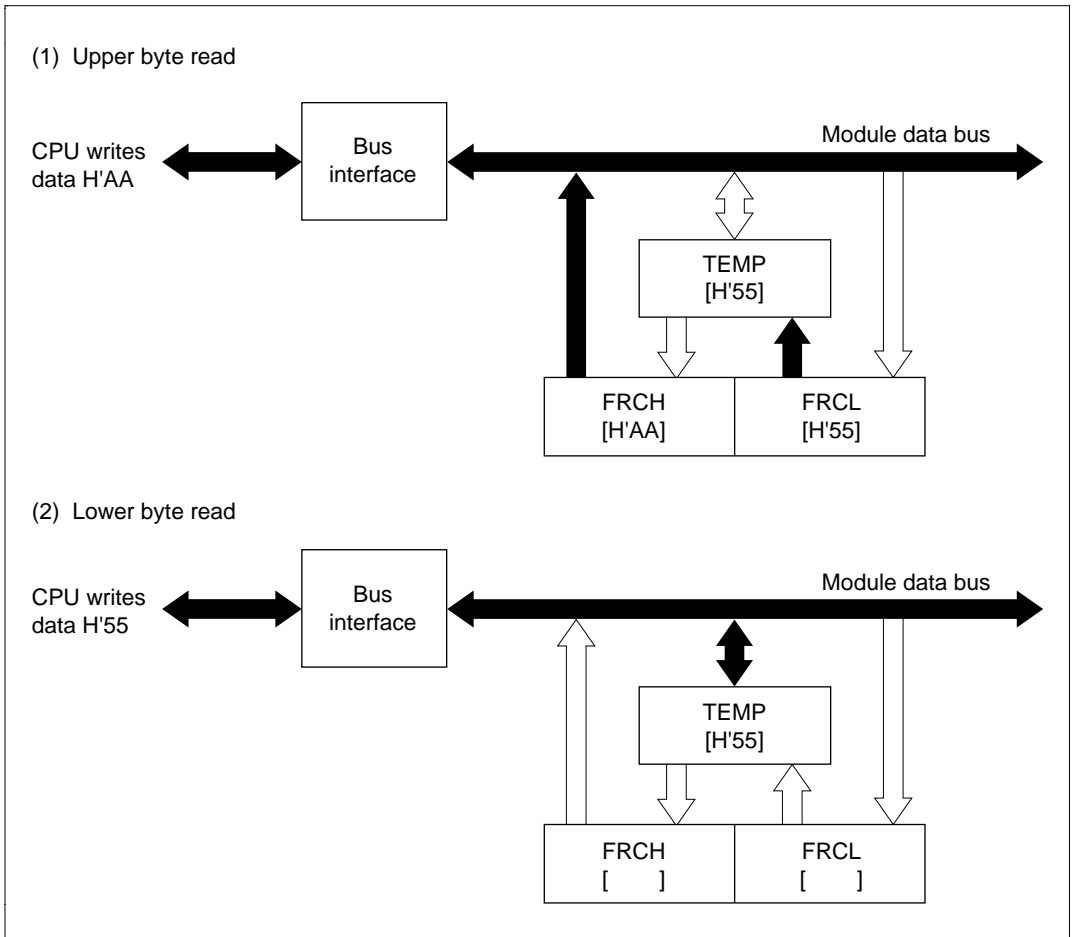 (1) Upper byte read
CPU writes
data H'AA
Bus
interface
Module data bus
TEMP
[H'55]
FRCH
[H'AA]
FRCL
[H'55]
(2) Lower byte read
CPU writes
data H'55
Bus
interface
Module data bus
TEMP
[H'55]
FRCH
[ ]
FRCL
[ ]